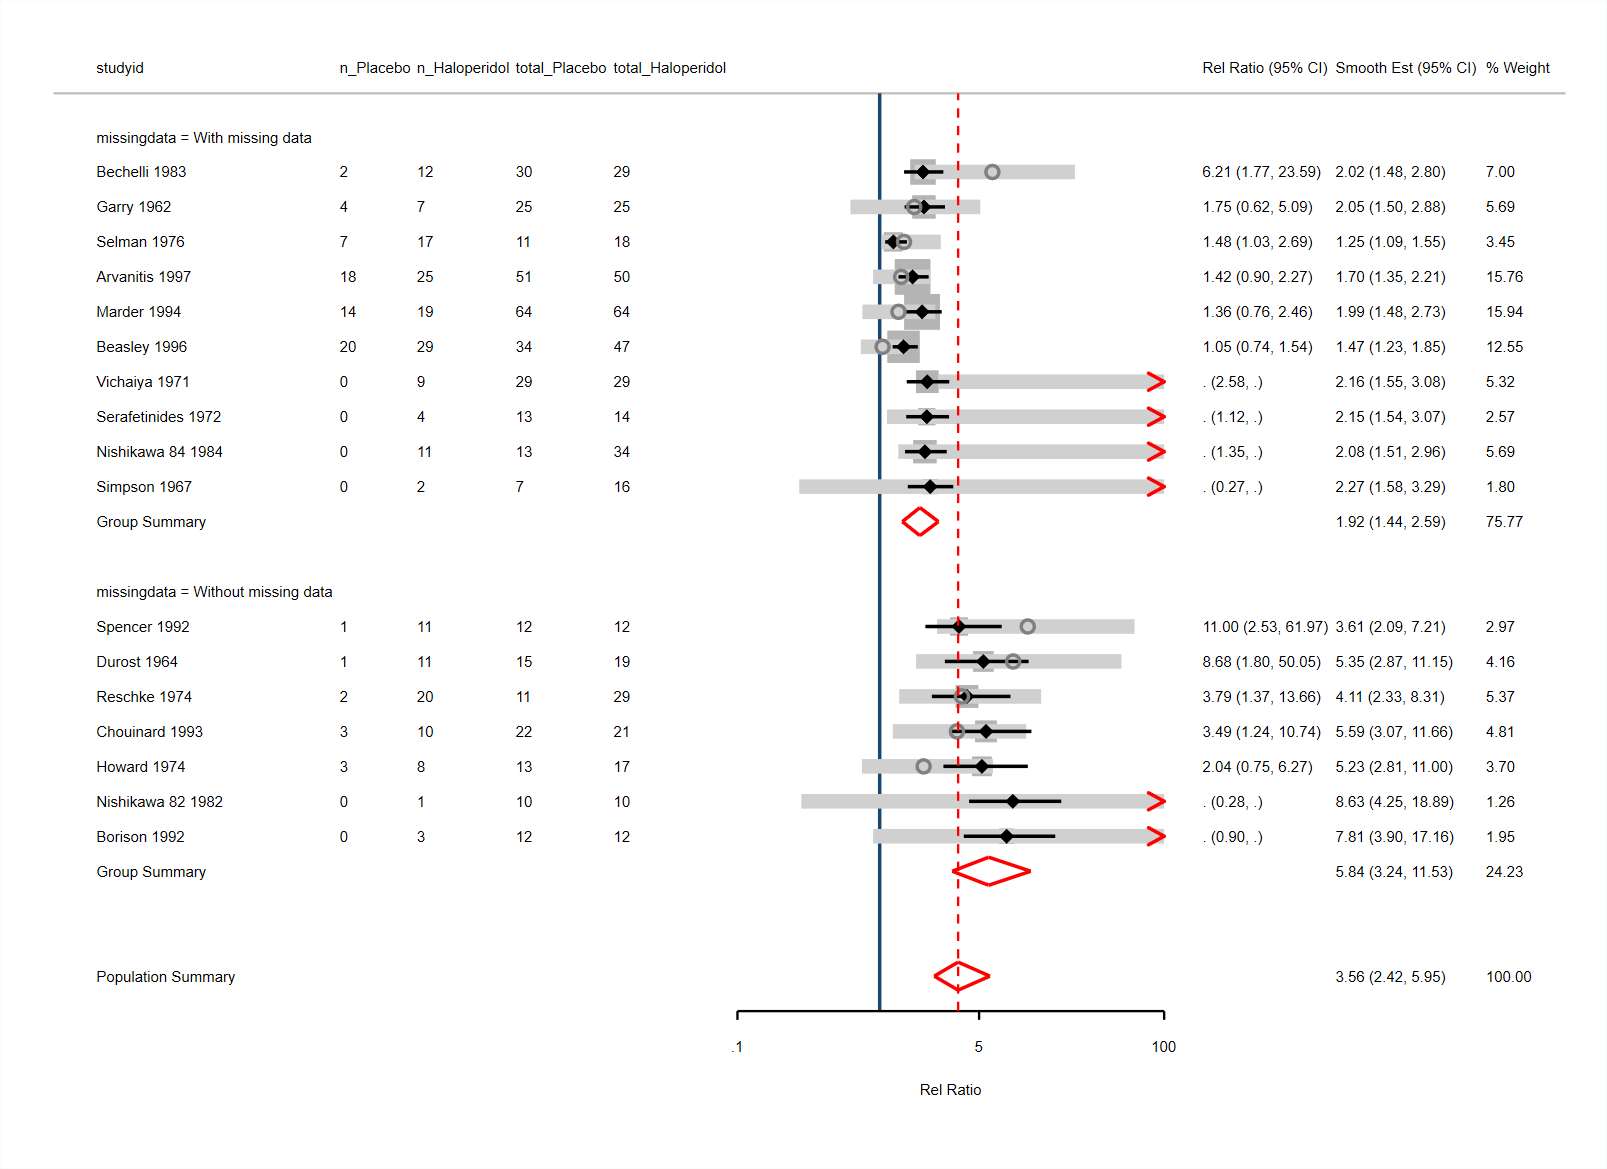 studyid n_Placebo n_Haloperidol total_Placebo total_Haloperidol Rel Ratio (95% CI) Smooth Est (95% CI) % Weight
missingdata = With missing data
Bechelli 1983 2 12 30 29 6.21 (1.77, 23.59) 2.02 (1.48, 2.80) 7.00
Garry 1962 4 7 25 25 1.75 (0.62, 5.09) 2.05 (1.50, 2.88) 5.69
Selman 1976 7 17 11 18 1.48 (1.03, 2.69) 1.25 (1.09, 1.55) 3.45
Arvanitis 1997 18 25 51 50 1.42 (0.90, 2.27) 1.70 (1.35, 2.21) 15.76
Marder 1994 14 19 64 64 1.36 (0.76, 2.46) 1.99 (1.48, 2.73) 15.94
Beasley 1996 20 29 34 47 1.05 (0.74, 1.54) 1.47 (1.23, 1.85) 12.55
Vichaiya 1971 0 9 29 29 . (2.58, .) 2.16 (1.55, 3.08) 5.32
Serafetinides 1972 0 4 13 14 . (1.12, .) 2.15 (1.54, 3.07) 2.57
Nishikawa 84 1984 0 11 13 34 . (1.35, .) 2.08 (1.51, 2.96) 5.69
Simpson 1967 0 2 7 16 . (0.27, .) 2.27 (1.58, 3.29) 1.80
Group Summary 1.92 (1.44, 2.59) 75.77
missingdata = Without missing data
Spencer 1992 1 11 12 12 11.00 (2.53, 61.97) 3.61 (2.09, 7.21) 2.97
Durost 1964 1 11 15 19 8.68 (1.80, 50.05) 5.35 (2.87, 11.15) 4.16
Reschke 1974 2 20 11 29 3.79 (1.37, 13.66) 4.11 (2.33, 8.31) 5.37
Chouinard 1993 3 10 22 21 3.49 (1.24, 10.74) 5.59 (3.07, 11.66) 4.81
Howard 1974 3 8 13 17 2.04 (0.75, 6.27) 5.23 (2.81, 11.00) 3.70
Nishikawa 82 1982 0 1 10 10 . (0.28, .) 8.63 (4.25, 18.89) 1.26
Borison 1992 0 3 12 12 . (0.90, .) 7.81 (3.90, 17.16) 1.95
Group Summary 5.84 (3.24, 11.53) 24.23
Population Summary 3.56 (2.42, 5.95) 100.00
.1 5 100
Rel Ratio